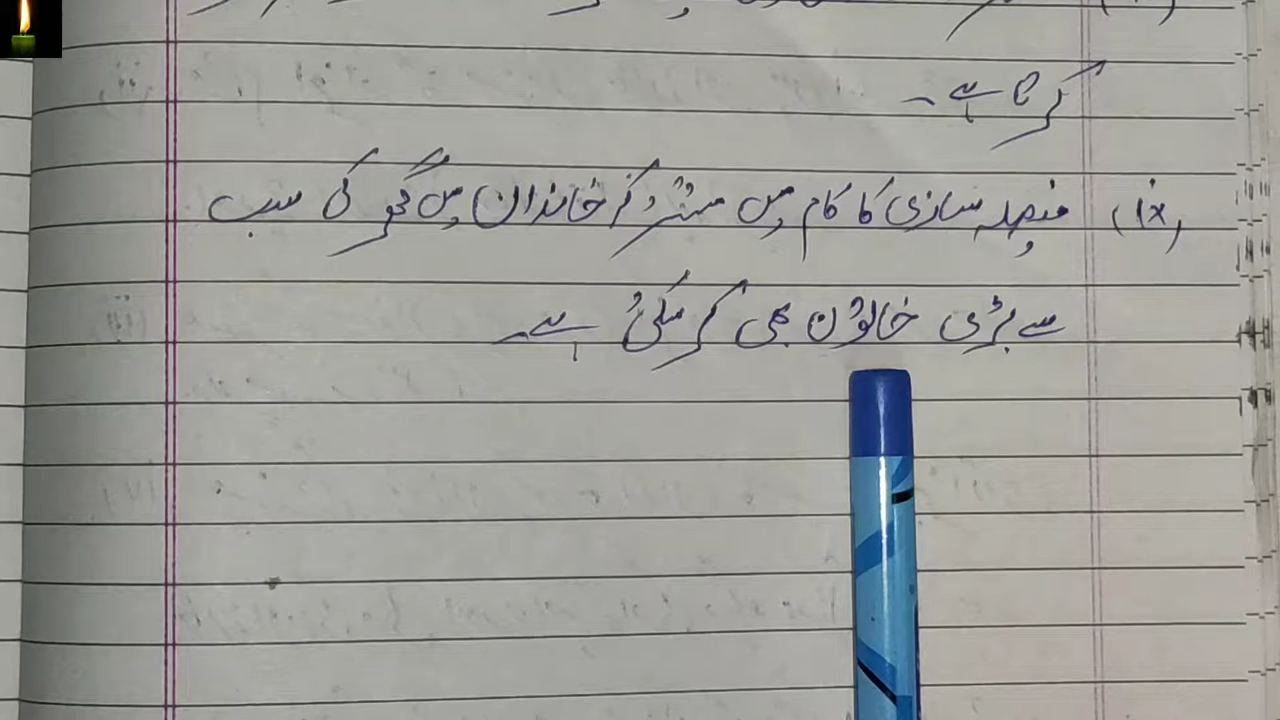 کرتا ہے۔
(ix) فیصلہ سازی کا کام میں مشترکہ خاندان میں گھر کی سب
سے بڑی خاتون بھی کر سکتی ہے۔